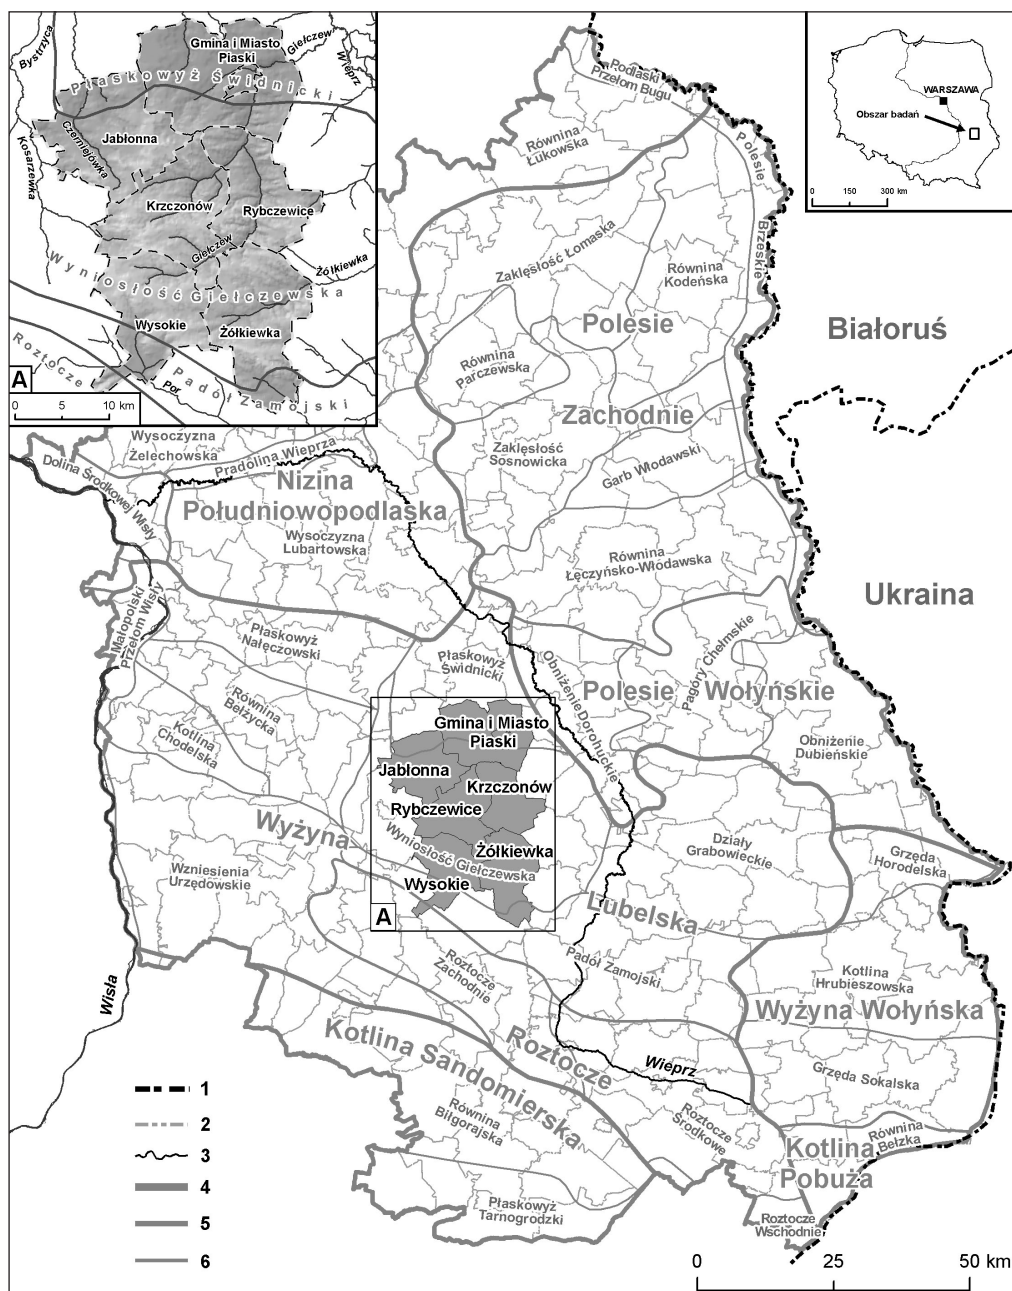 Bystrzyca
Gmina i Miasto
Piaski
Giełczew
Wieprz
Płaskowyż Świdnicki
Kosarzewka
Czerniejówka
Jabłonna
Krzczonów
Rybczewice
Giełczew
Żółkiewka
Wyniosłość Giełczewska
Wysokie
Żółkiewka
Roztocze
Por
Padół Zamojski
A
0 5 10 km
WARSZAWA
Obszar badań
0 150 300 km
Podlaski
Przełom Bugu
Równina
Łukowska
Polesie
Brzeskie
Zaklęsłość Łomaska
Równina
Kodeńska
Polesie
Białoruś
Równina
Parczewska
Zachodnie
Wysoczyzna
Żelechowska
Pradolina Wieprza
Zaklęsłość
Sosnowicka
Garb Włodawski
Dolina Środkowej Wisły
Nizina
Południowopodlaska
Wysoczyzna
Lubartowska
Równina
Łęczyńsko-Włodawska
Ukraina
Małopolski
Przełom Wisły
Płaskowyż
Nałęczowski
Płaskowyż
Świdnicki
Obniżenie Dorohuckie
Pagóry Chełmskie
Polesie Wołyńskie
Równina
Bełżycka
Kotlina
Chodelska
Gmina i Miasto
Piaski
Obniżenie
Dubieńskie
Jabłonna
Krzczonów
Rybczewice
Wyżyna
Wyniosłość Giełczewska
Żółkiewka
Wysokie
A
Działy
Grabowieckie
Grzęda
Horodelska
Wzniesienia
Urzędowskie
Lubelska
Padół Zamojski
Roztocze
Zachodnie
Kotlina
Hrubieszowska
Wyżyna Wołyńska
Wisła
Kotlina Sandomierska
Roztocze
Wieprz
Grzęda Sokalska
Równina
Biłgorajska
Roztocze
Środkowe
Równina
Bełzka
Kotlina
Pobuża
Płaskowyż
Tarnogrodzki
Roztocze
Wschodnie
1
2
3
4
5
6
0 25 50 km